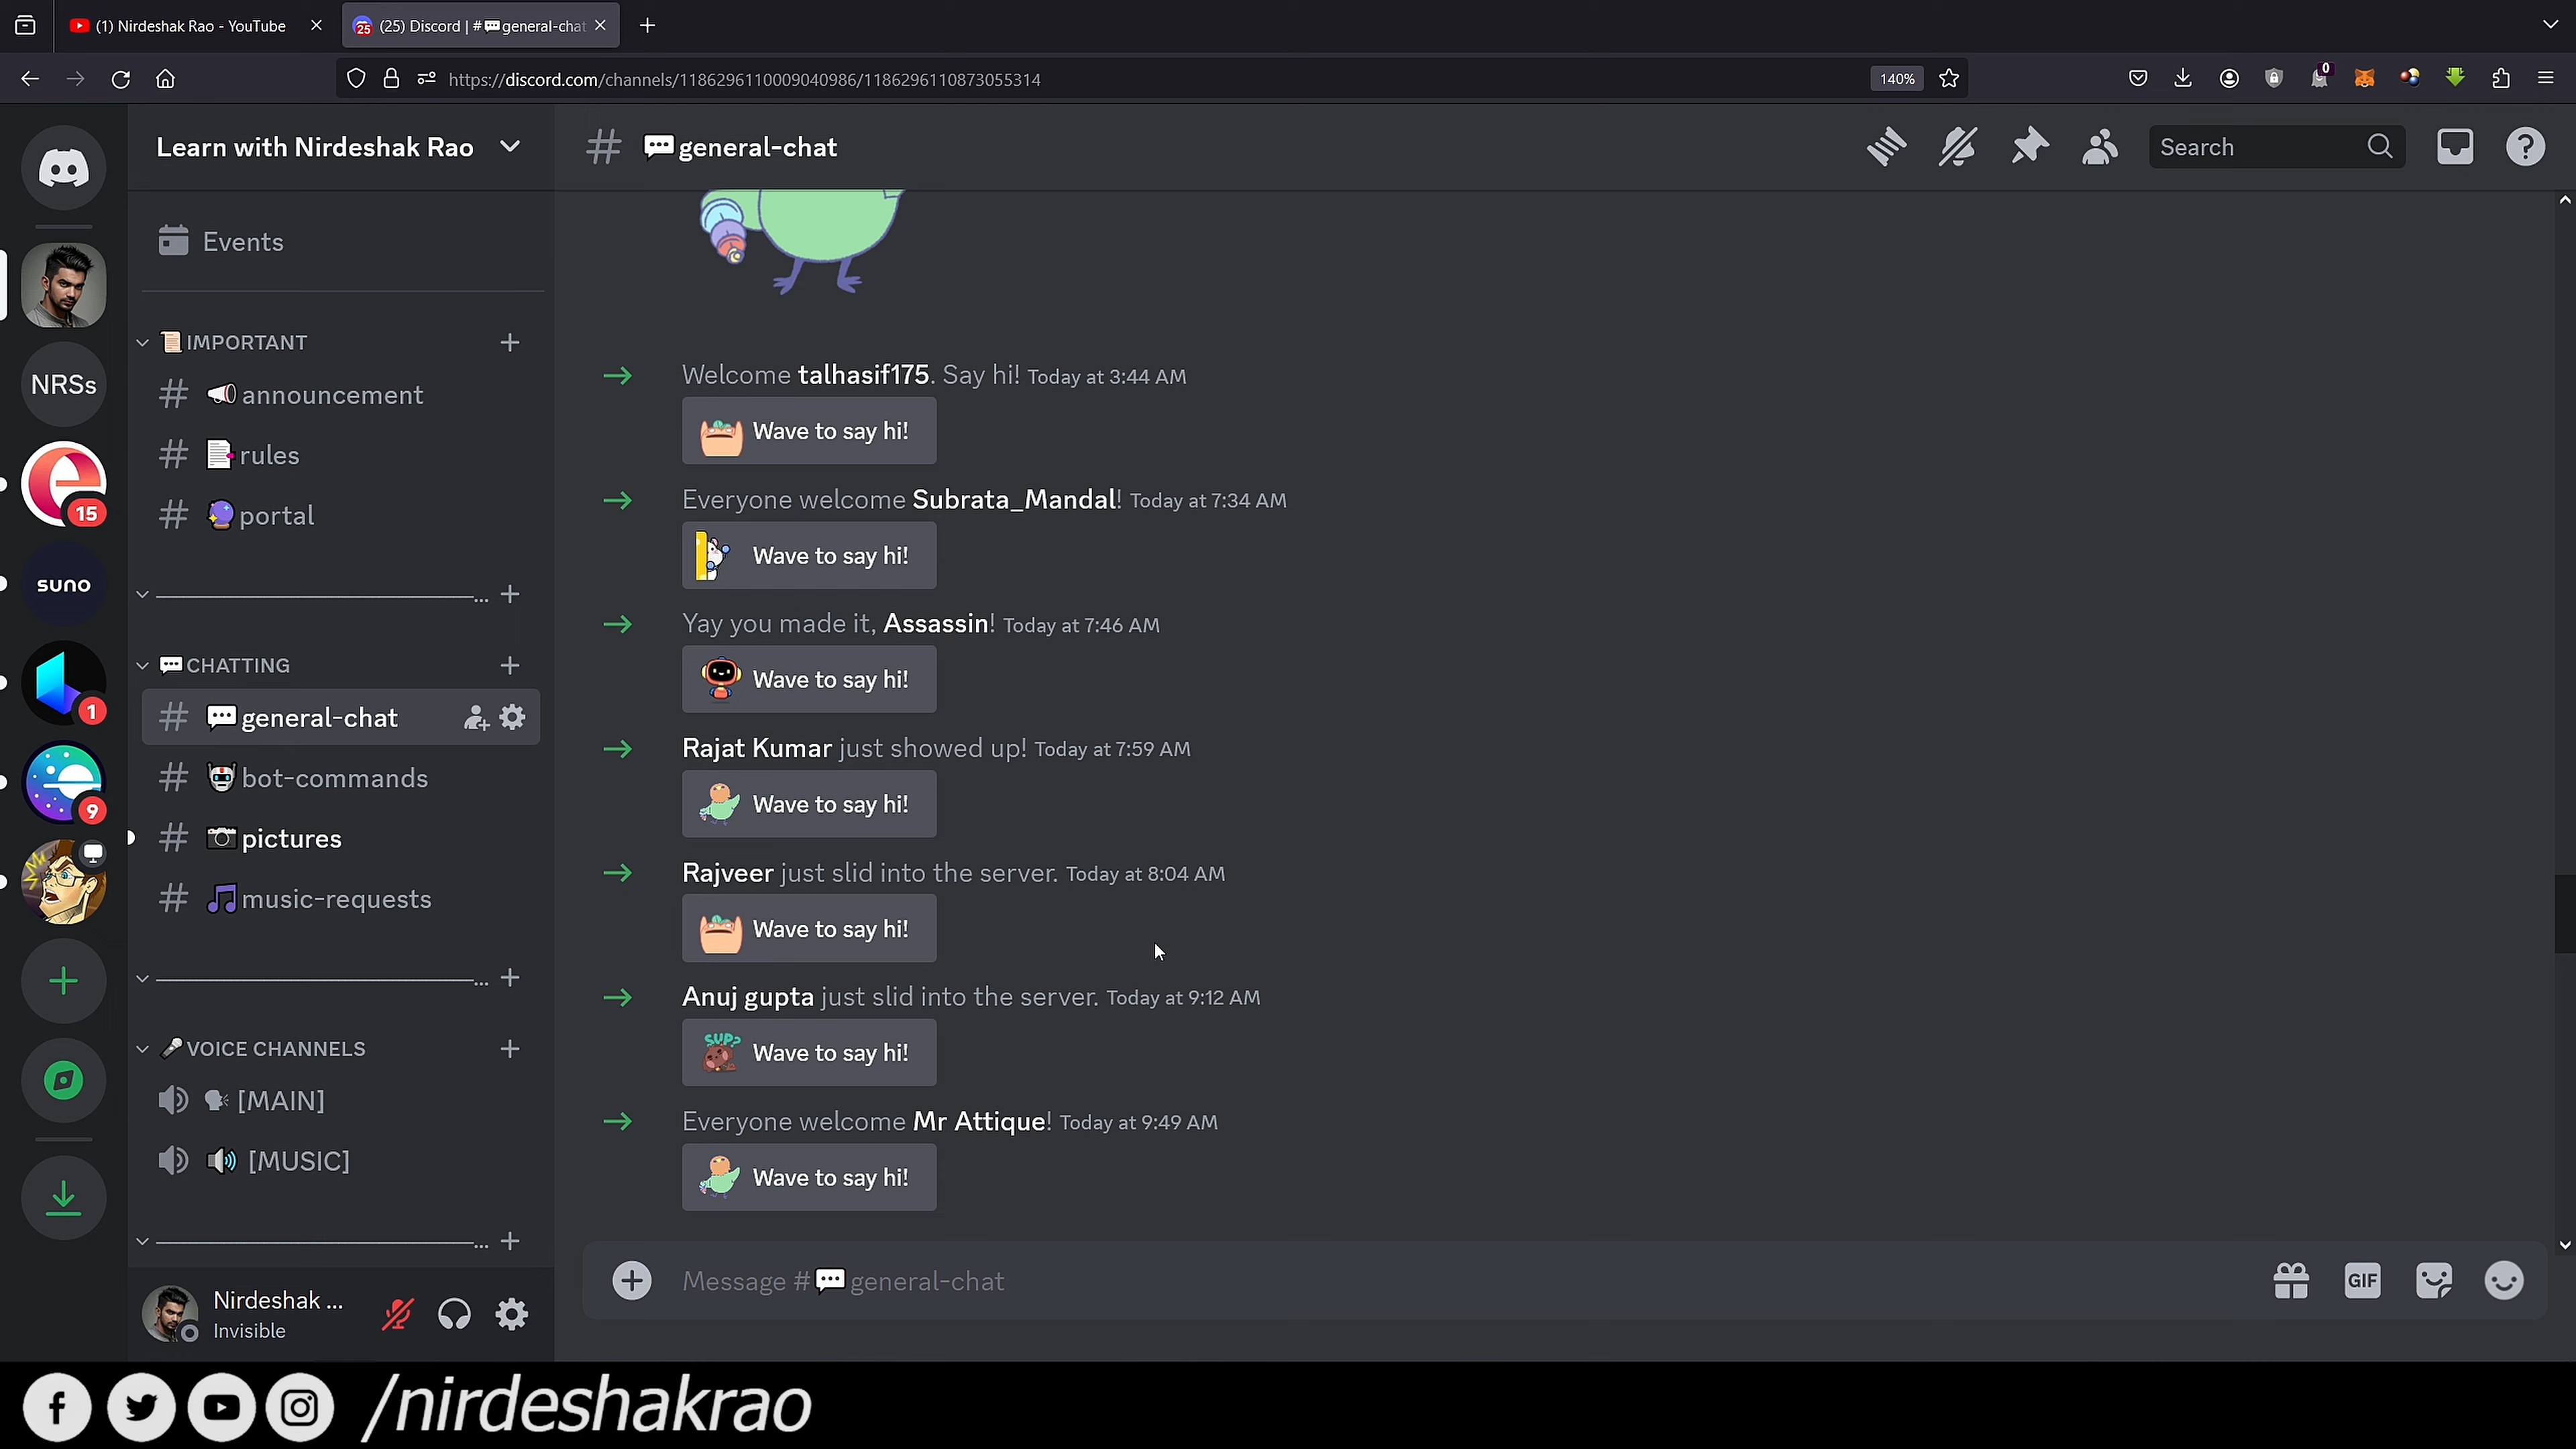 (1) Nirdeshak Rao - YouTube
25 (25) Discord | #💬general-chat
https://discord.com/channels/1186296110009040986/1186296110873055314
140%
0
Learn with Nirdeshak Rao
# 💬general-chat
Search
Events
📜IMPORTANT
# 📢announcement
# rules
# 🔮portal
NRSs
15
suno
1
9
_______________________________...
💬CHATTING
# 💬general-chat
# 🤖bot-commands
# 📷pictures
# 🎵music-requests
_______________________________...
🎤VOICE CHANNELS
🗣 [MAIN]
🔊 [MUSIC]
_______________________________...
Nirdeshak ...
Invisible
Welcome talhasif175. Say hi! Today at 3:44 AM
Wave to say hi!
Everyone welcome Subrata_Mandal! Today at 7:34 AM
Wave to say hi!
Yay you made it, Assassin! Today at 7:46 AM
Wave to say hi!
Rajat Kumar just showed up! Today at 7:59 AM
Wave to say hi!
Rajveer just slid into the server. Today at 8:04 AM
Wave to say hi!
Anuj gupta just slid into the server. Today at 9:12 AM
SUP? Wave to say hi!
Everyone welcome Mr Attique! Today at 9:49 AM
Wave to say hi!
Message #💬general-chat
GIF
/nirdeshakrao